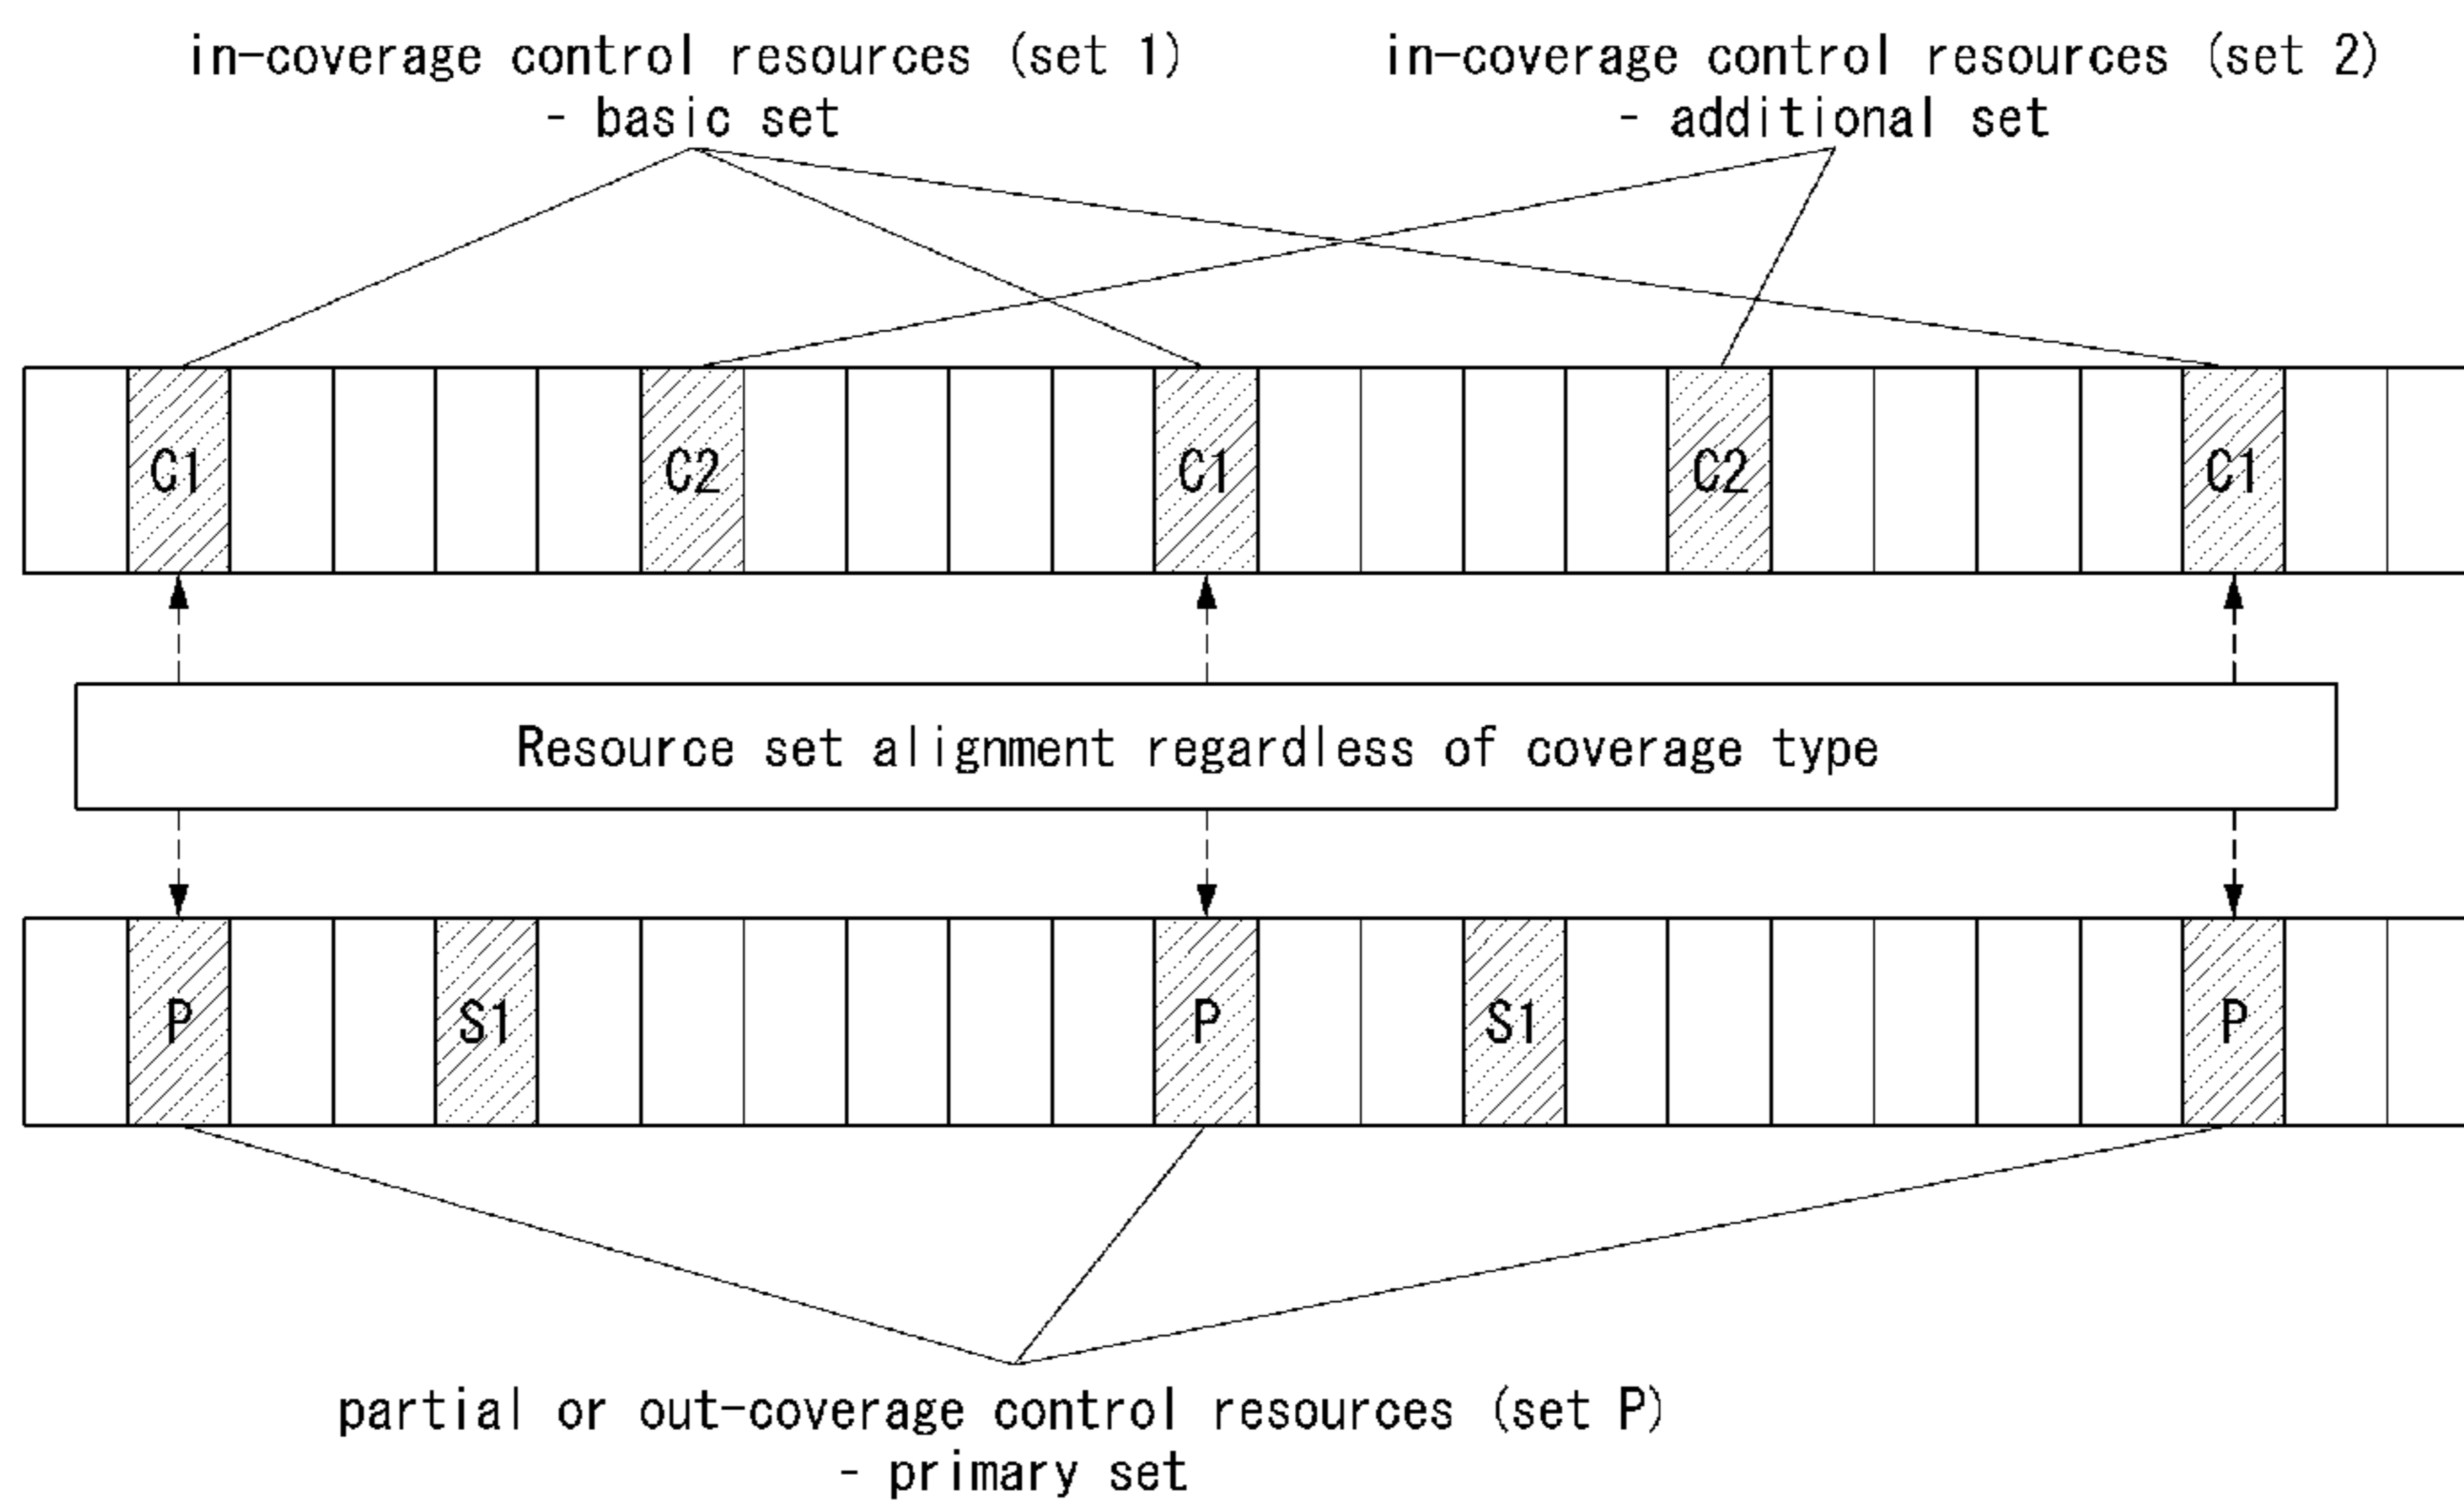 in-coverage control resources (set 1)
- basic set
in-coverage control resources (set 2)
- additional set
C1
C2
C1
C2
C1
Resource set alignment regardless of coverage type
P
S1
P
S1
P
partial or out-coverage control resources (set P)
- primary set